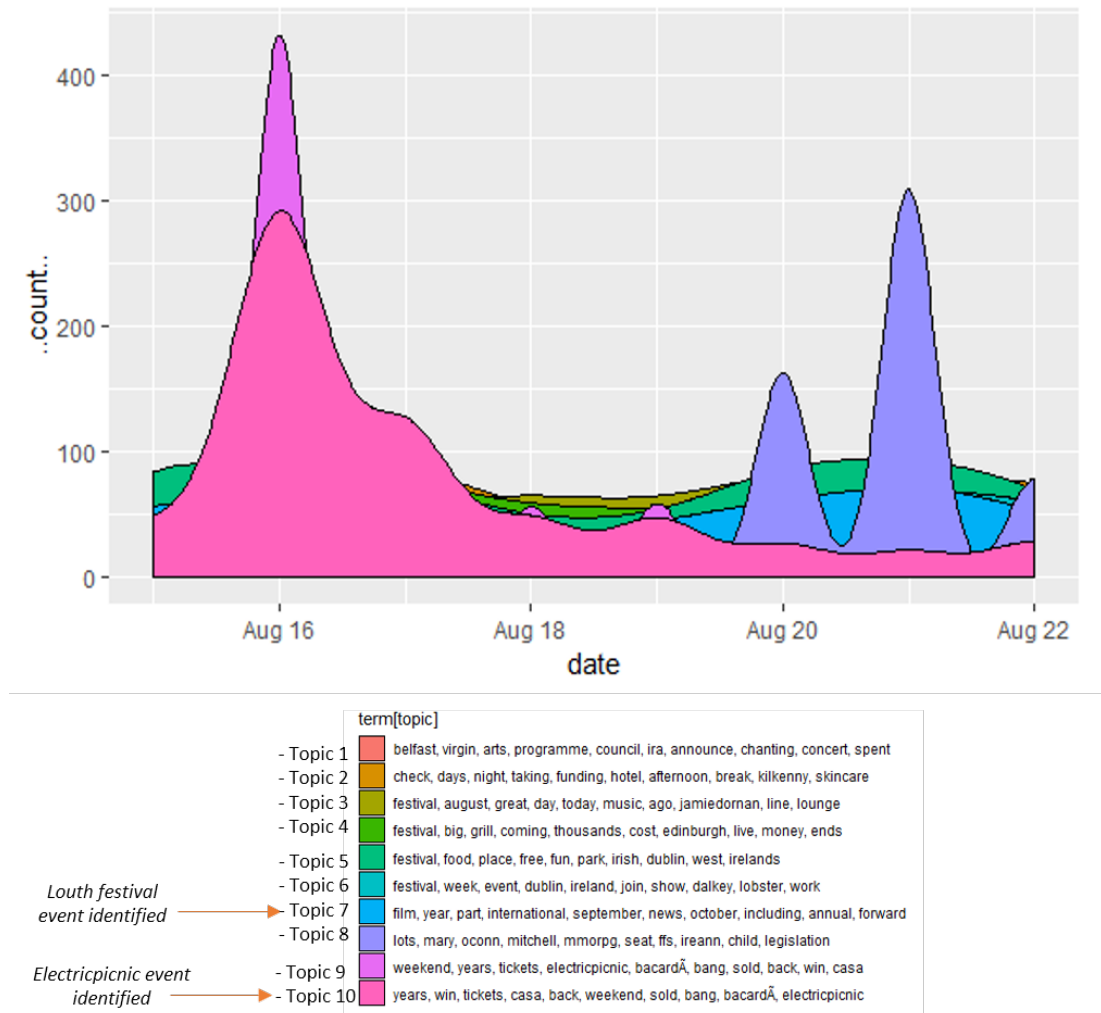 400
300
200
100
0
..count..
Aug 16
Aug 18
Aug 20
Aug 22
date
term[topic]
- Topic 1 belfast, virgin, arts, programme, council, ira, announce, chanting, concert, spent
- Topic 2 check, days, night, taking, funding, hotel, afternoon, break, kilkenny, skincare
- Topic 3 festival, august, great, day, today, music, ago, jamiedornan, line, lounge
- Topic 4 festival, big, grill, coming, thousands, cost, edinburgh, live, money, ends
- Topic 5 festival, food, place, free, fun, park, irish, dublin, west, irelands
- Topic 6 festival, week, event, dublin, ireland, join, show, dalkey, lobster, work
Louth festival
event identified
- Topic 7 film, year, part, international, september, news, october, including, annual, forward
- Topic 8 lots, mary, oconn, mitchell, mmorpg, seat, ffs, ireann, child, legislation
- Topic 9 weekend, years, tickets, electricpicnic, bacardÃ, bang, sold, back, win, casa
Electricpicnic event
identified
- Topic 10 years, win, tickets, casa, back, weekend, sold, bang, bacardÃ, electricpicnic